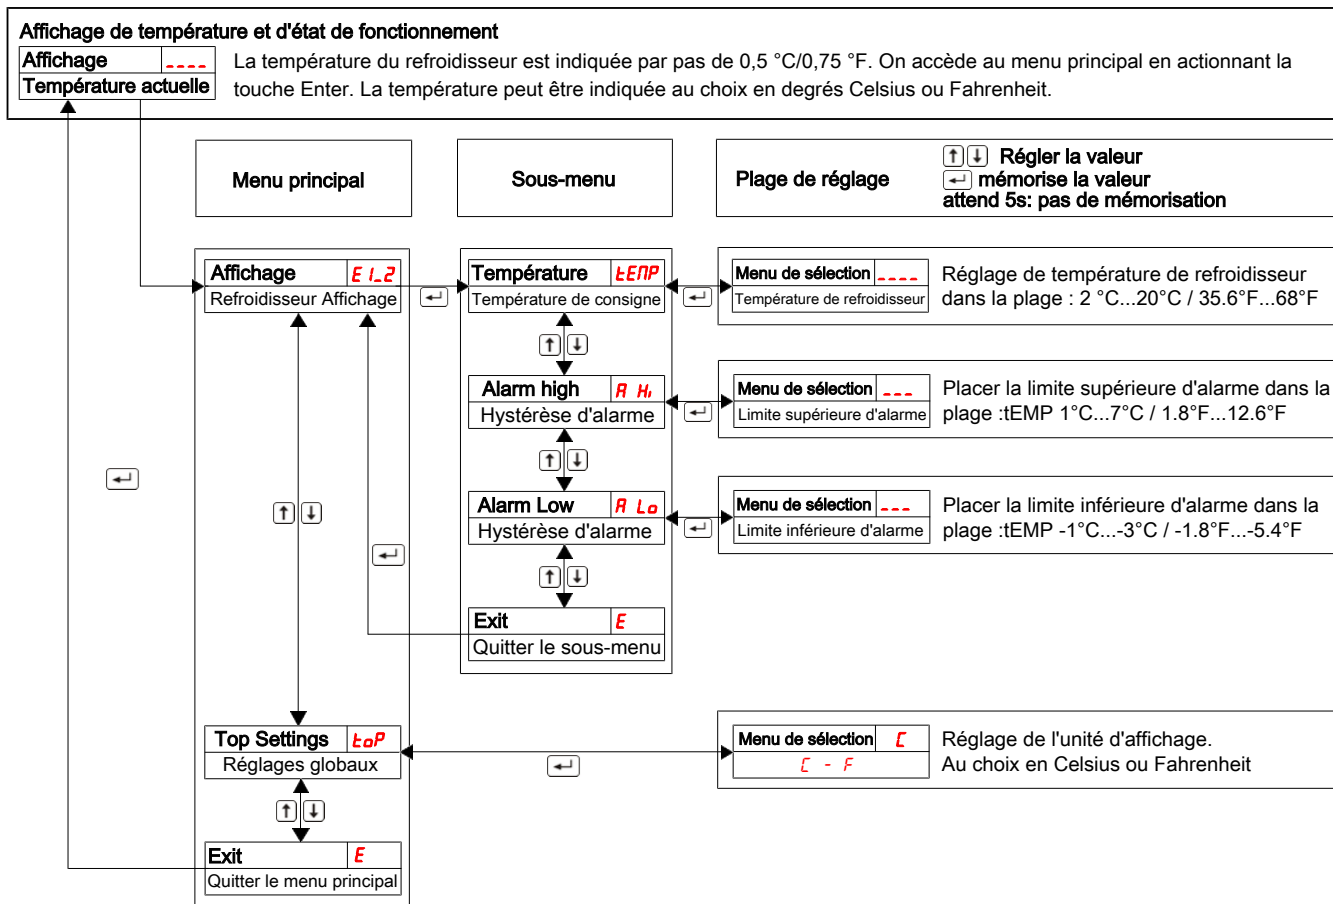 Affichage de température et d'état de fonctionnement
Affichage ----
Température actuelle
La température du refroidisseur est indiquée par pas de 0,5 °C/0,75 °F. On accède au menu principal en actionnant la
touche Enter. La température peut être indiquée au choix en degrés Celsius ou Fahrenheit.
Menu principal
Sous-menu
Plage de réglage
↑ ↓ Régler la valeur
↵ mémorise la valeur
attend 5s: pas de mémorisation
Affichage E1_2
Refroidisseur Affichage
↵
Température tEMP
Température de consigne
↵
Menu de sélection ----
Température de refroidisseur
Réglage de température de refroidisseur
dans la plage : 2 °C...20°C / 35.6°F...68°F
↑ ↓
Alarm high A Hi
Hystérèse d'alarme
↵
Menu de sélection ---
Limite supérieure d'alarme
Placer la limite supérieure d'alarme dans la
plage :tEMP 1°C...7°C / 1.8°F...12.6°F
↵
↑ ↓
↑ ↓
Alarm Low A Lo
Hystérèse d'alarme
↵
Menu de sélection ---
Limite inférieure d'alarme
Placer la limite inférieure d'alarme dans la
plage :tEMP -1°C...-3°C / -1.8°F...-5.4°F
↵
↑ ↓
Exit E
Quitter le sous-menu
Top Settings toP
Réglages globaux
↵
Menu de sélection C
C - F
Réglage de l'unité d'affichage.
Au choix en Celsius ou Fahrenheit
↑ ↓
Exit E
Quitter le menu principal